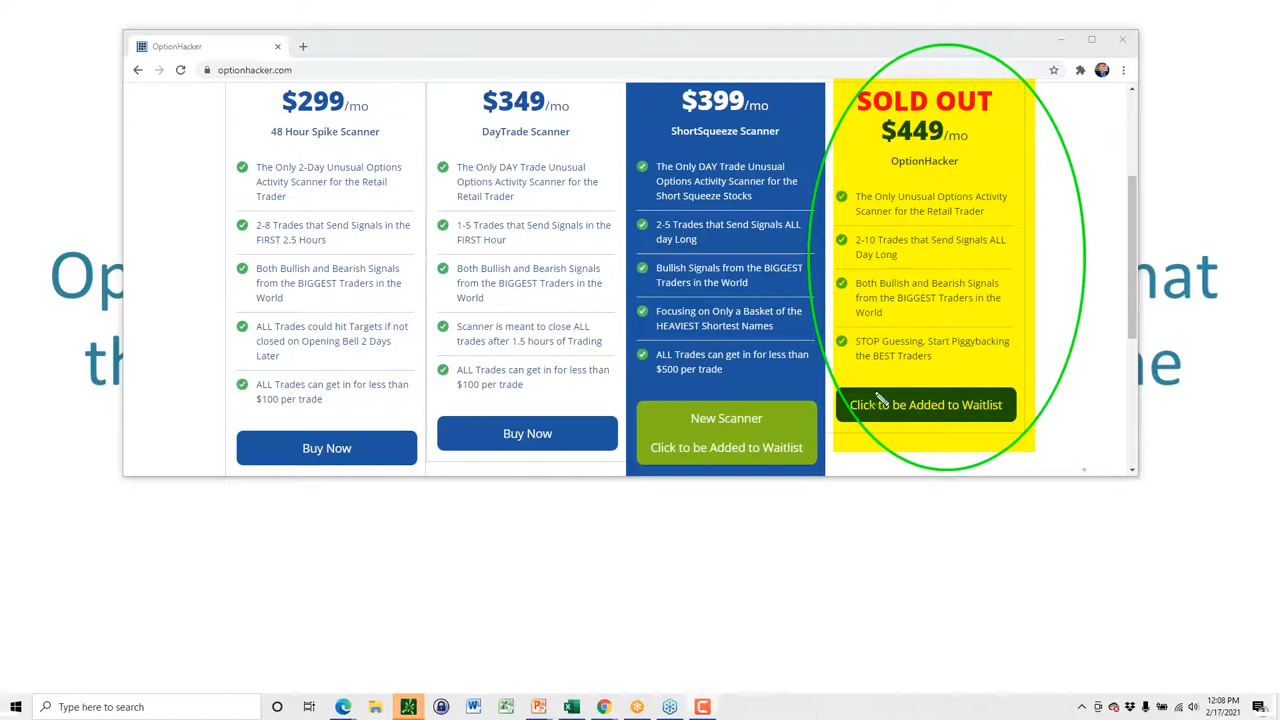 OptionHacker
optionhacker.com
$299/mo
48 Hour Spike Scanner
The Only 2-Day Unusual Options
Activity Scanner for the Retail
Trader
2-8 Trades that Send Signals in the
FIRST 2.5 Hours
Both Bullish and Bearish Signals
from the BIGGEST Traders in the
World
ALL Trades could hit Targets if not
closed on Opening Bell 2 Days
Later
ALL Trades can get in for less than
$100 per trade
Buy Now
$349/mo
DayTrade Scanner
The Only DAY Trade Unusual
Options Activity Scanner for the
Retail Trader
1-5 Trades that Send Signals in the
FIRST Hour
Both Bullish and Bearish Signals
from the BIGGEST Traders in the
World
Scanner is meant to close ALL
trades after 1.5 hours of Trading
ALL Trades can get in for less than
$100 per trade
Buy Now
$399/mo
ShortSqueeze Scanner
The Only DAY Trade Unusual
Options Activity Scanner for the
Short Squeeze Stocks
2-5 Trades that Send Signals ALL
day Long
Bullish Signals from the BIGGEST
Traders in the World
Focusing on Only a Basket of the
HEAVIEST Shortest Names
ALL Trades can get in for less than
$500 per trade
New Scanner
Click to be Added to Waitlist
SOLD OUT
$449/mo
OptionHacker
The Only Unusual Options Activity
Scanner for the Retail Trader
2-10 Trades that Send Signals ALL
Day Long
Both Bullish and Bearish Signals
from the BIGGEST Traders in the
World
STOP Guessing, Start Piggybacking
the BEST Traders
Click to be Added to Waitlist
Type here to search
12:08 PM
2/17/2021